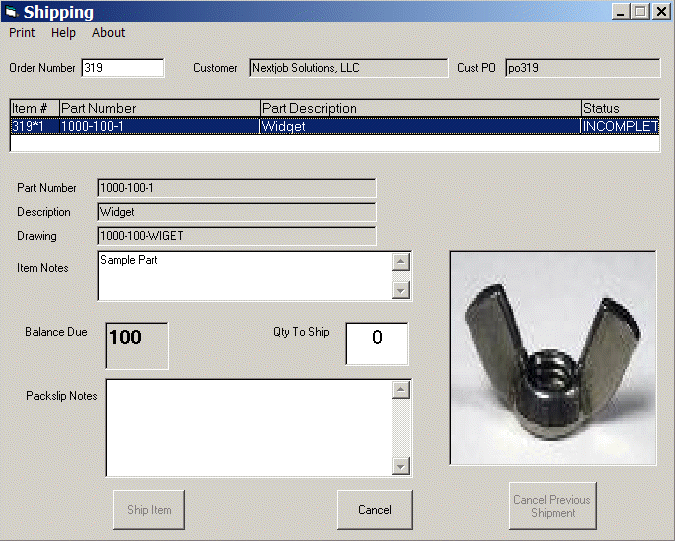 Shipping
Print Help About
Order Number 319 Customer Nextjob Solutions, LLC Cust PO po319
Item # Part Number Part Description Status
319*1 1000-100-1 Widget INCOMPLET
Part Number 1000-100-1
Description Widget
Drawing 1000-100-WIGET
Item Notes Sample Part
Balance Due 100 Qty To Ship 0
Packslip Notes
Ship Item Cancel Cancel Previous
Shipment